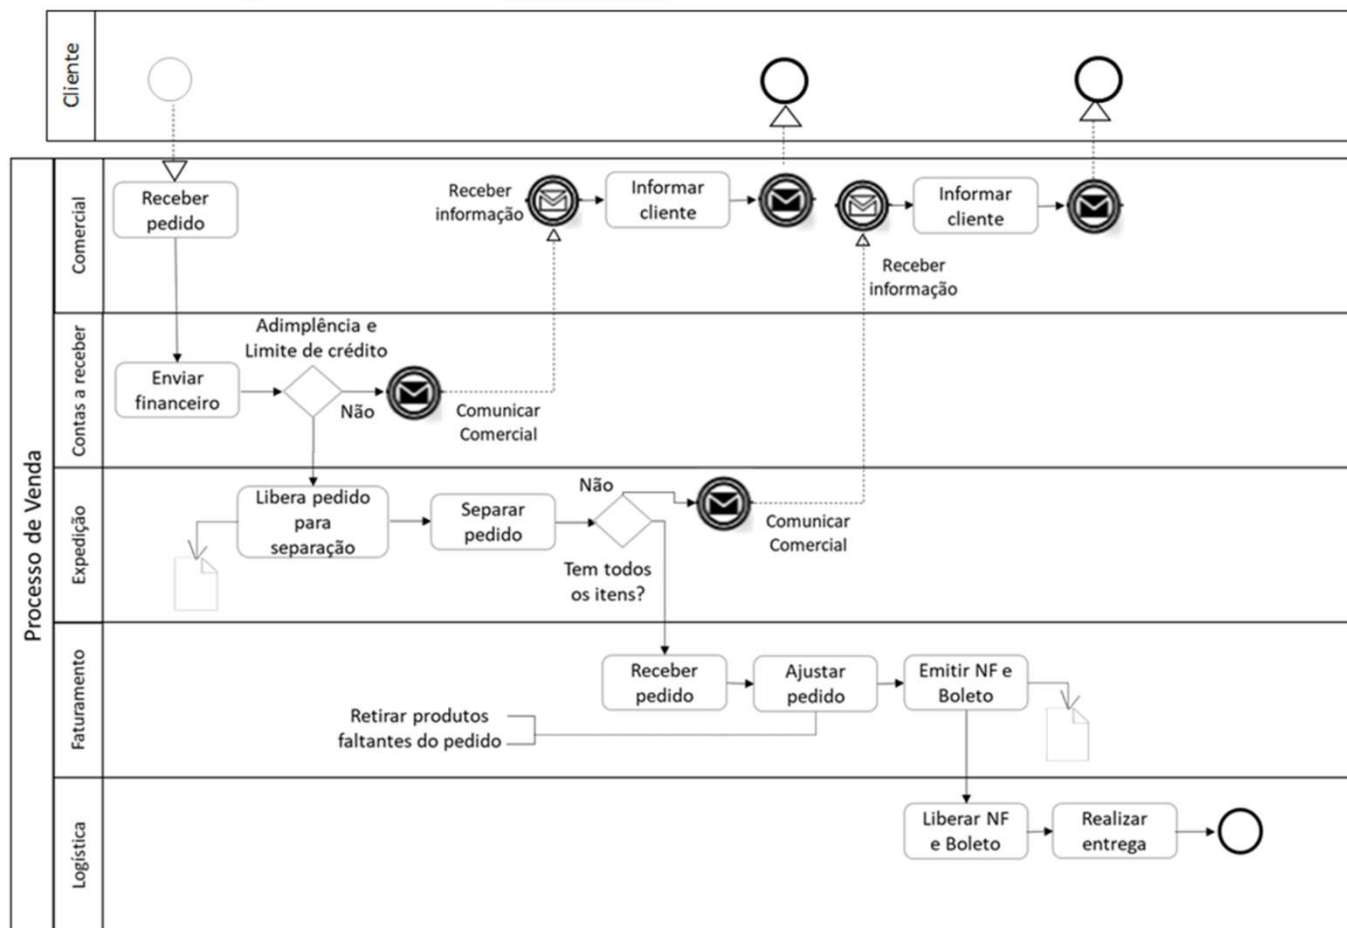 Cliente
Processo de Venda
Comercial
Receber
pedido
Receber
informação
Informar
cliente
Informar
cliente
Receber
informação
Contas a receber
Adimplência e
Limite de crédito
Enviar
financeiro
Não
Comunicar
Comercial
Expedição
Libera pedido
para
separação
Separar
pedido
Não
Tem todos
os itens?
Comunicar
Comercial
Faturamento
Receber
pedido
Ajustar
pedido
Emitir NF e
Boleto
Retirar produtos
faltantes do pedido
Logística
Liberar NF
e Boleto
Realizar
entrega